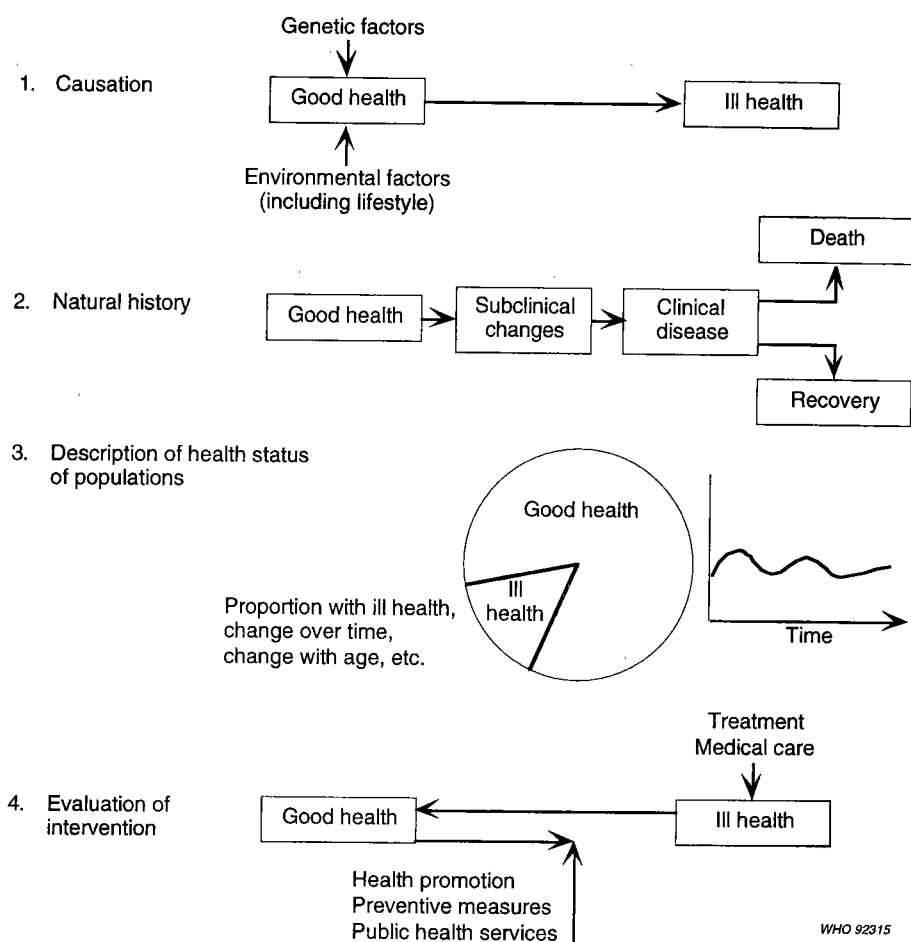 Genetic factors
1. Causation
Good health
Ill health
Environmental factors
(including lifestyle)
Death
2. Natural history
Good health
Subclinical
changes
Clinical
disease
Recovery
3. Description of health status
of populations
Good health
Ill
health
Proportion with ill health,
change over time,
change with age, etc.
Time
Treatment
Medical care
4. Evaluation of
intervention
Good health
Ill health
Health promotion
Preventive measures
Public health services
WHO 92315